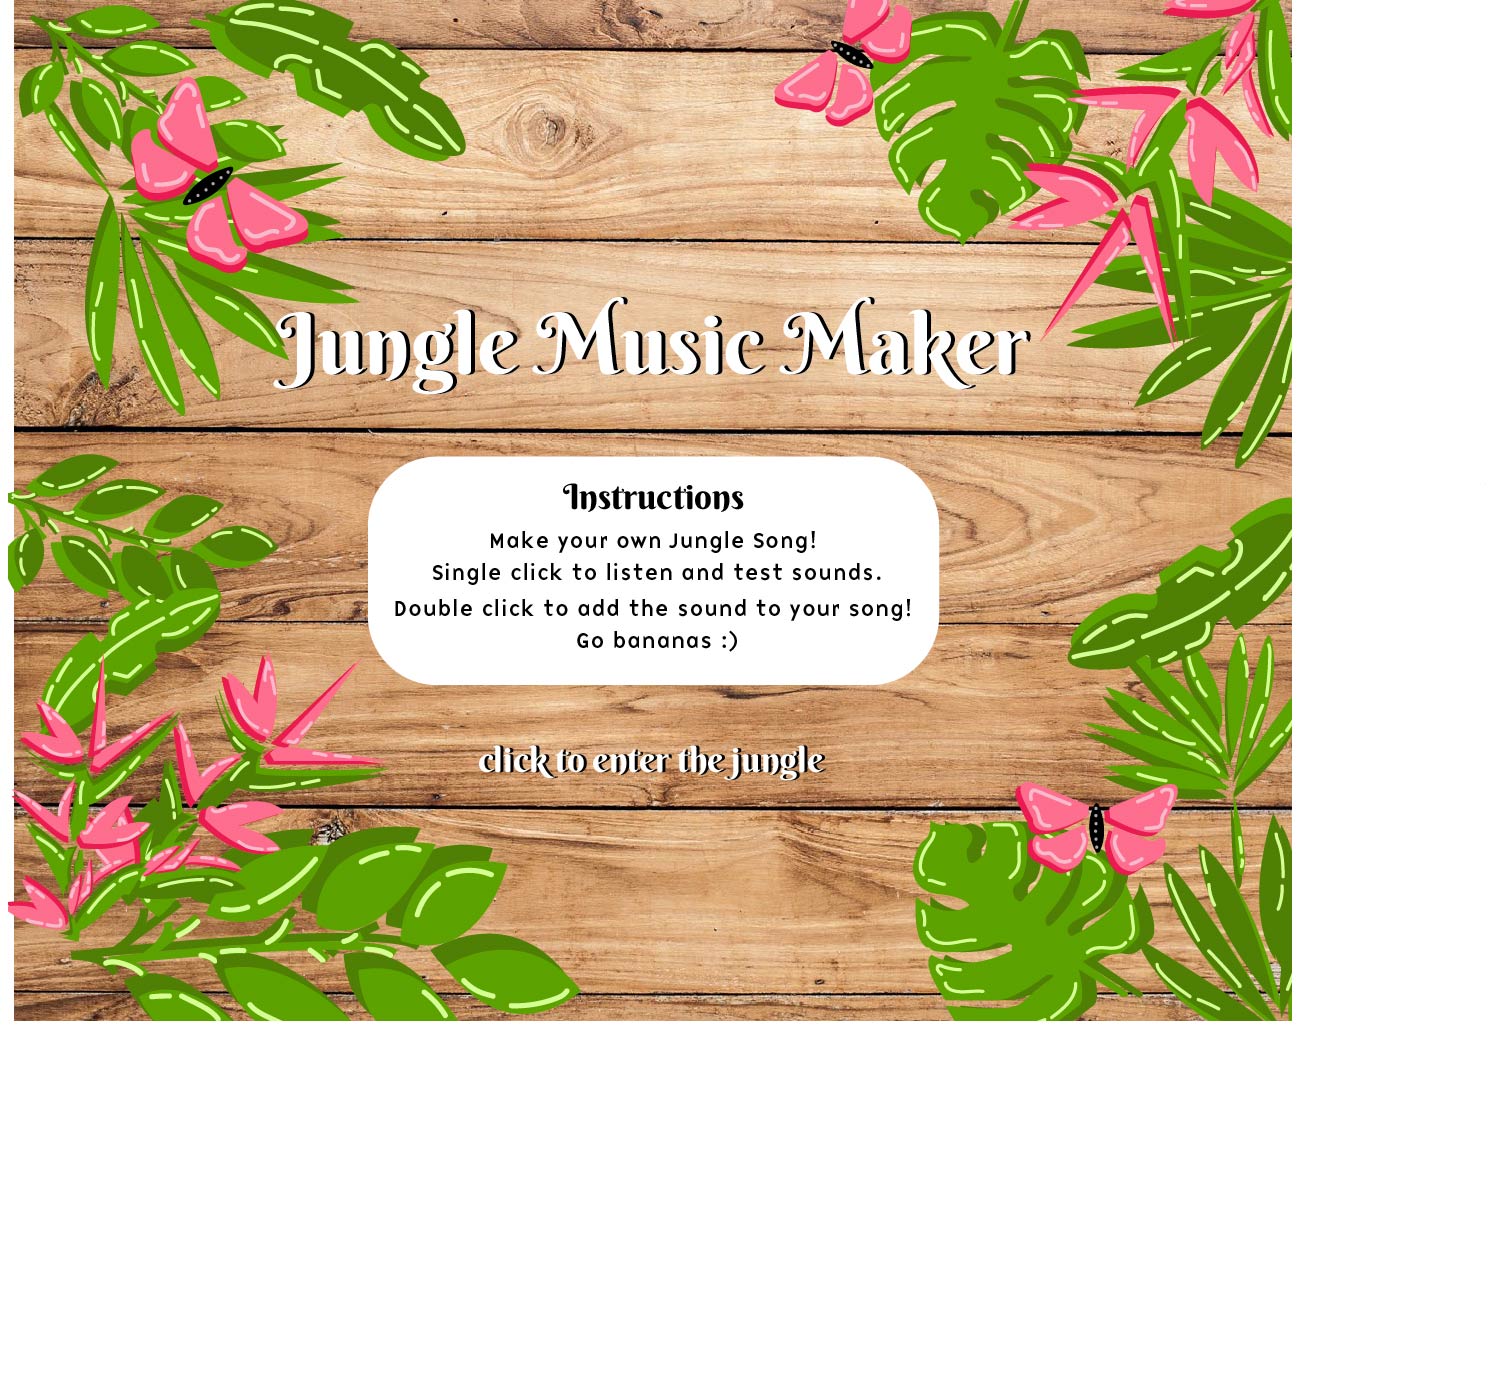 Jungle Music Maker
Instructions
Make your own Jungle Song!
Single click to listen and test sounds.
Double click to add the sound to your song!
Go bananas :)
click to enter the jungle